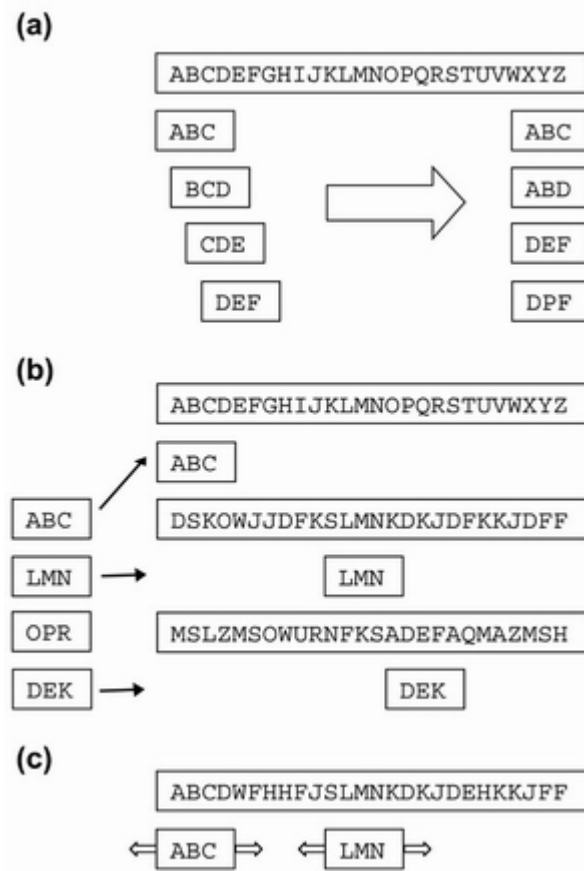 (a)
ABCDEFGHIJKLMNOPQRSTUVWXYZ
ABC ABC
BCD ABD
CDE DEF
DEF DPF
(b)
ABCDEFGHIJKLMNOPQRSTUVWXYZ
ABC
ABC DSKOWJJDFKSLMNKDKJDFKKJDFF
LMN LMN
OPR MSLZMSOWURNFKSADEFAQMAZMSH
DEK DEK
(c)
ABCDWFHHFJSLMNKDKJDEHKKJFF
ABC LMN